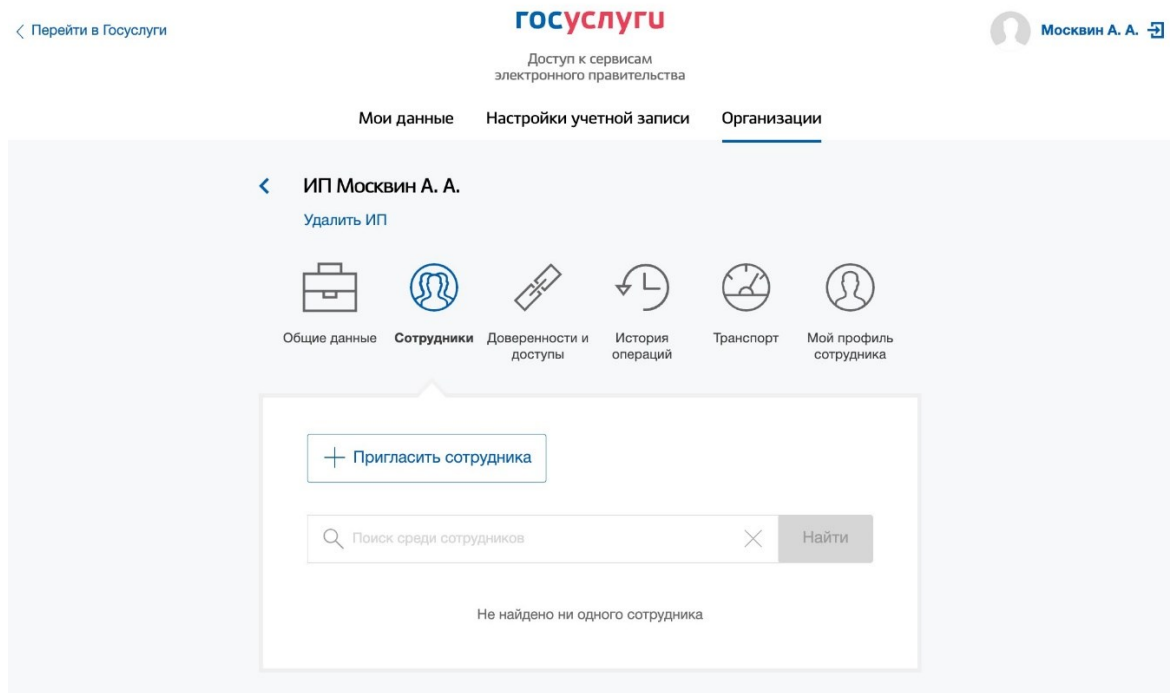 Перейти в Госуслуги
госуслуги
Москвин А. А.
Доступ к сервисам
электронного правительства
Мои данные
Настройки учетной записи
Организации
ИП Москвин А. А.
Удалить ИП
Общие данные
Сотрудники
Доверенности и
доступы
История
операций
Транспорт
Мой профиль
сотрудника
Пригласить сотрудника
Поиск среди сотрудников
Найти
Не найдено ни одного сотрудника